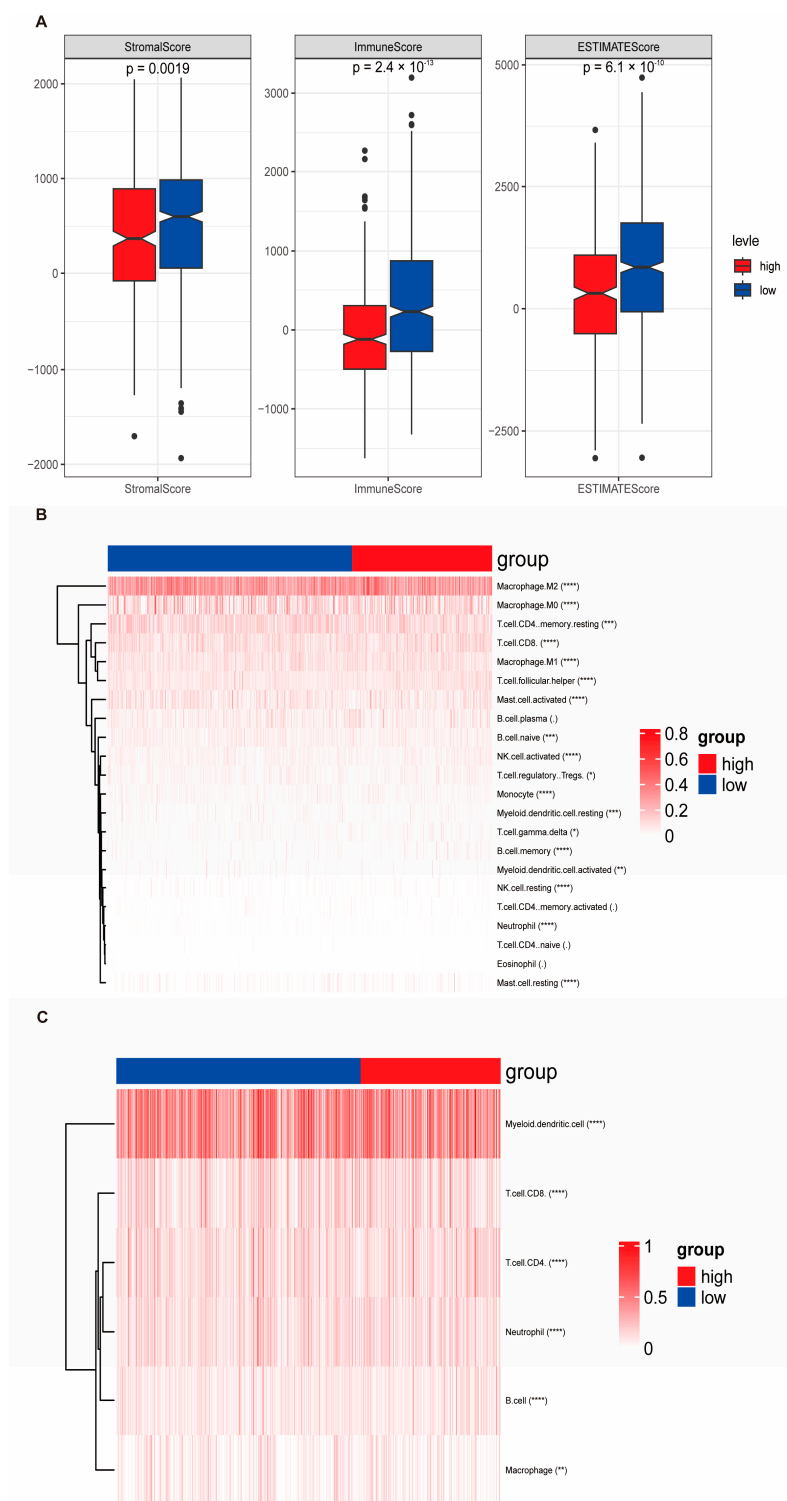 A
StromalScore
ImmuneScore
ESTIMATEScore
p = 0.0019
p = 2.4 × 10-13
p = 6.1 × 10-10
2000
1000
0
−1000
−2000
3000
2000
1000
0
−1000
5000
2500
0
−2500
levle
high
low
StromalScore
ImmuneScore
ESTIMATEScore
B
group
Macrophage.M2 (****)
Macrophage.M0 (****)
T.cell.CD4..memory.resting (***)
T.cell.CD8. (****)
Macrophage.M1 (****)
T.cell.follicular.helper (****)
Mast.cell.activated (****)
B.cell.plasma (.)
B.cell.naive (***)
NK.cell.activated (****)
T.cell.regulatory..Tregs. (*)
Monocyte (****)
Myeloid.dendritic.cell.resting (***)
T.cell.gamma.delta (*)
B.cell.memory (****)
Myeloid.dendritic.cell.activated (**)
NK.cell.resting (****)
T.cell.CD4..memory.activated (.)
Neutrophil (****)
T.cell.CD4..naive (.)
Eosinophil (.)
Mast.cell.resting (****)
0.8
0.6
0.4
0.2
0
group
high
low
C
group
Myeloid.dendritic.cell (****)
T.cell.CD8. (****)
T.cell.CD4. (****)
Neutrophil (****)
B.cell (****)
Macrophage (**)
1
0.5
0
group
high
low